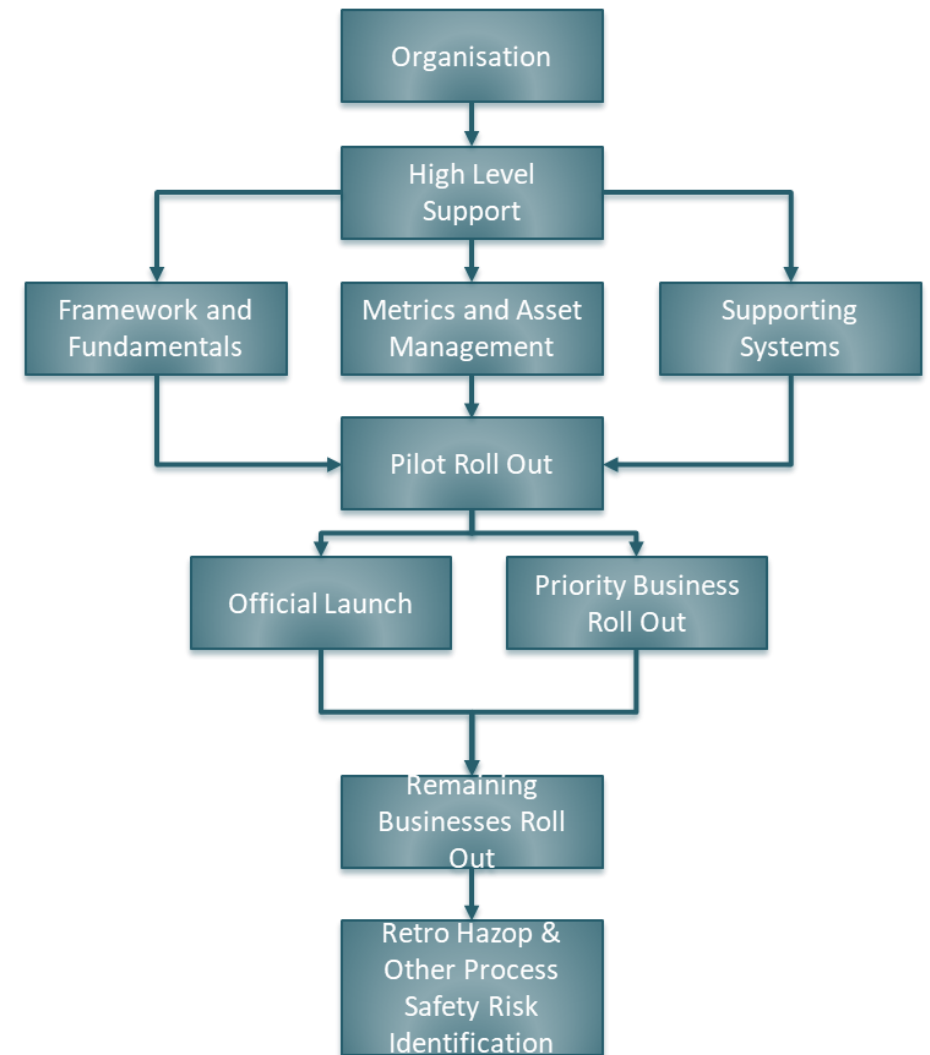 Organisation
High Level
Support
Framework and
Fundamentals
Metrics and Asset
Management
Supporting
Systems
Pilot Roll Out
Official Launch
Priority Business
Roll Out
Remaining
Businesses Roll
Out
Retro Hazop &
Other Process
Safety Risk
Identification